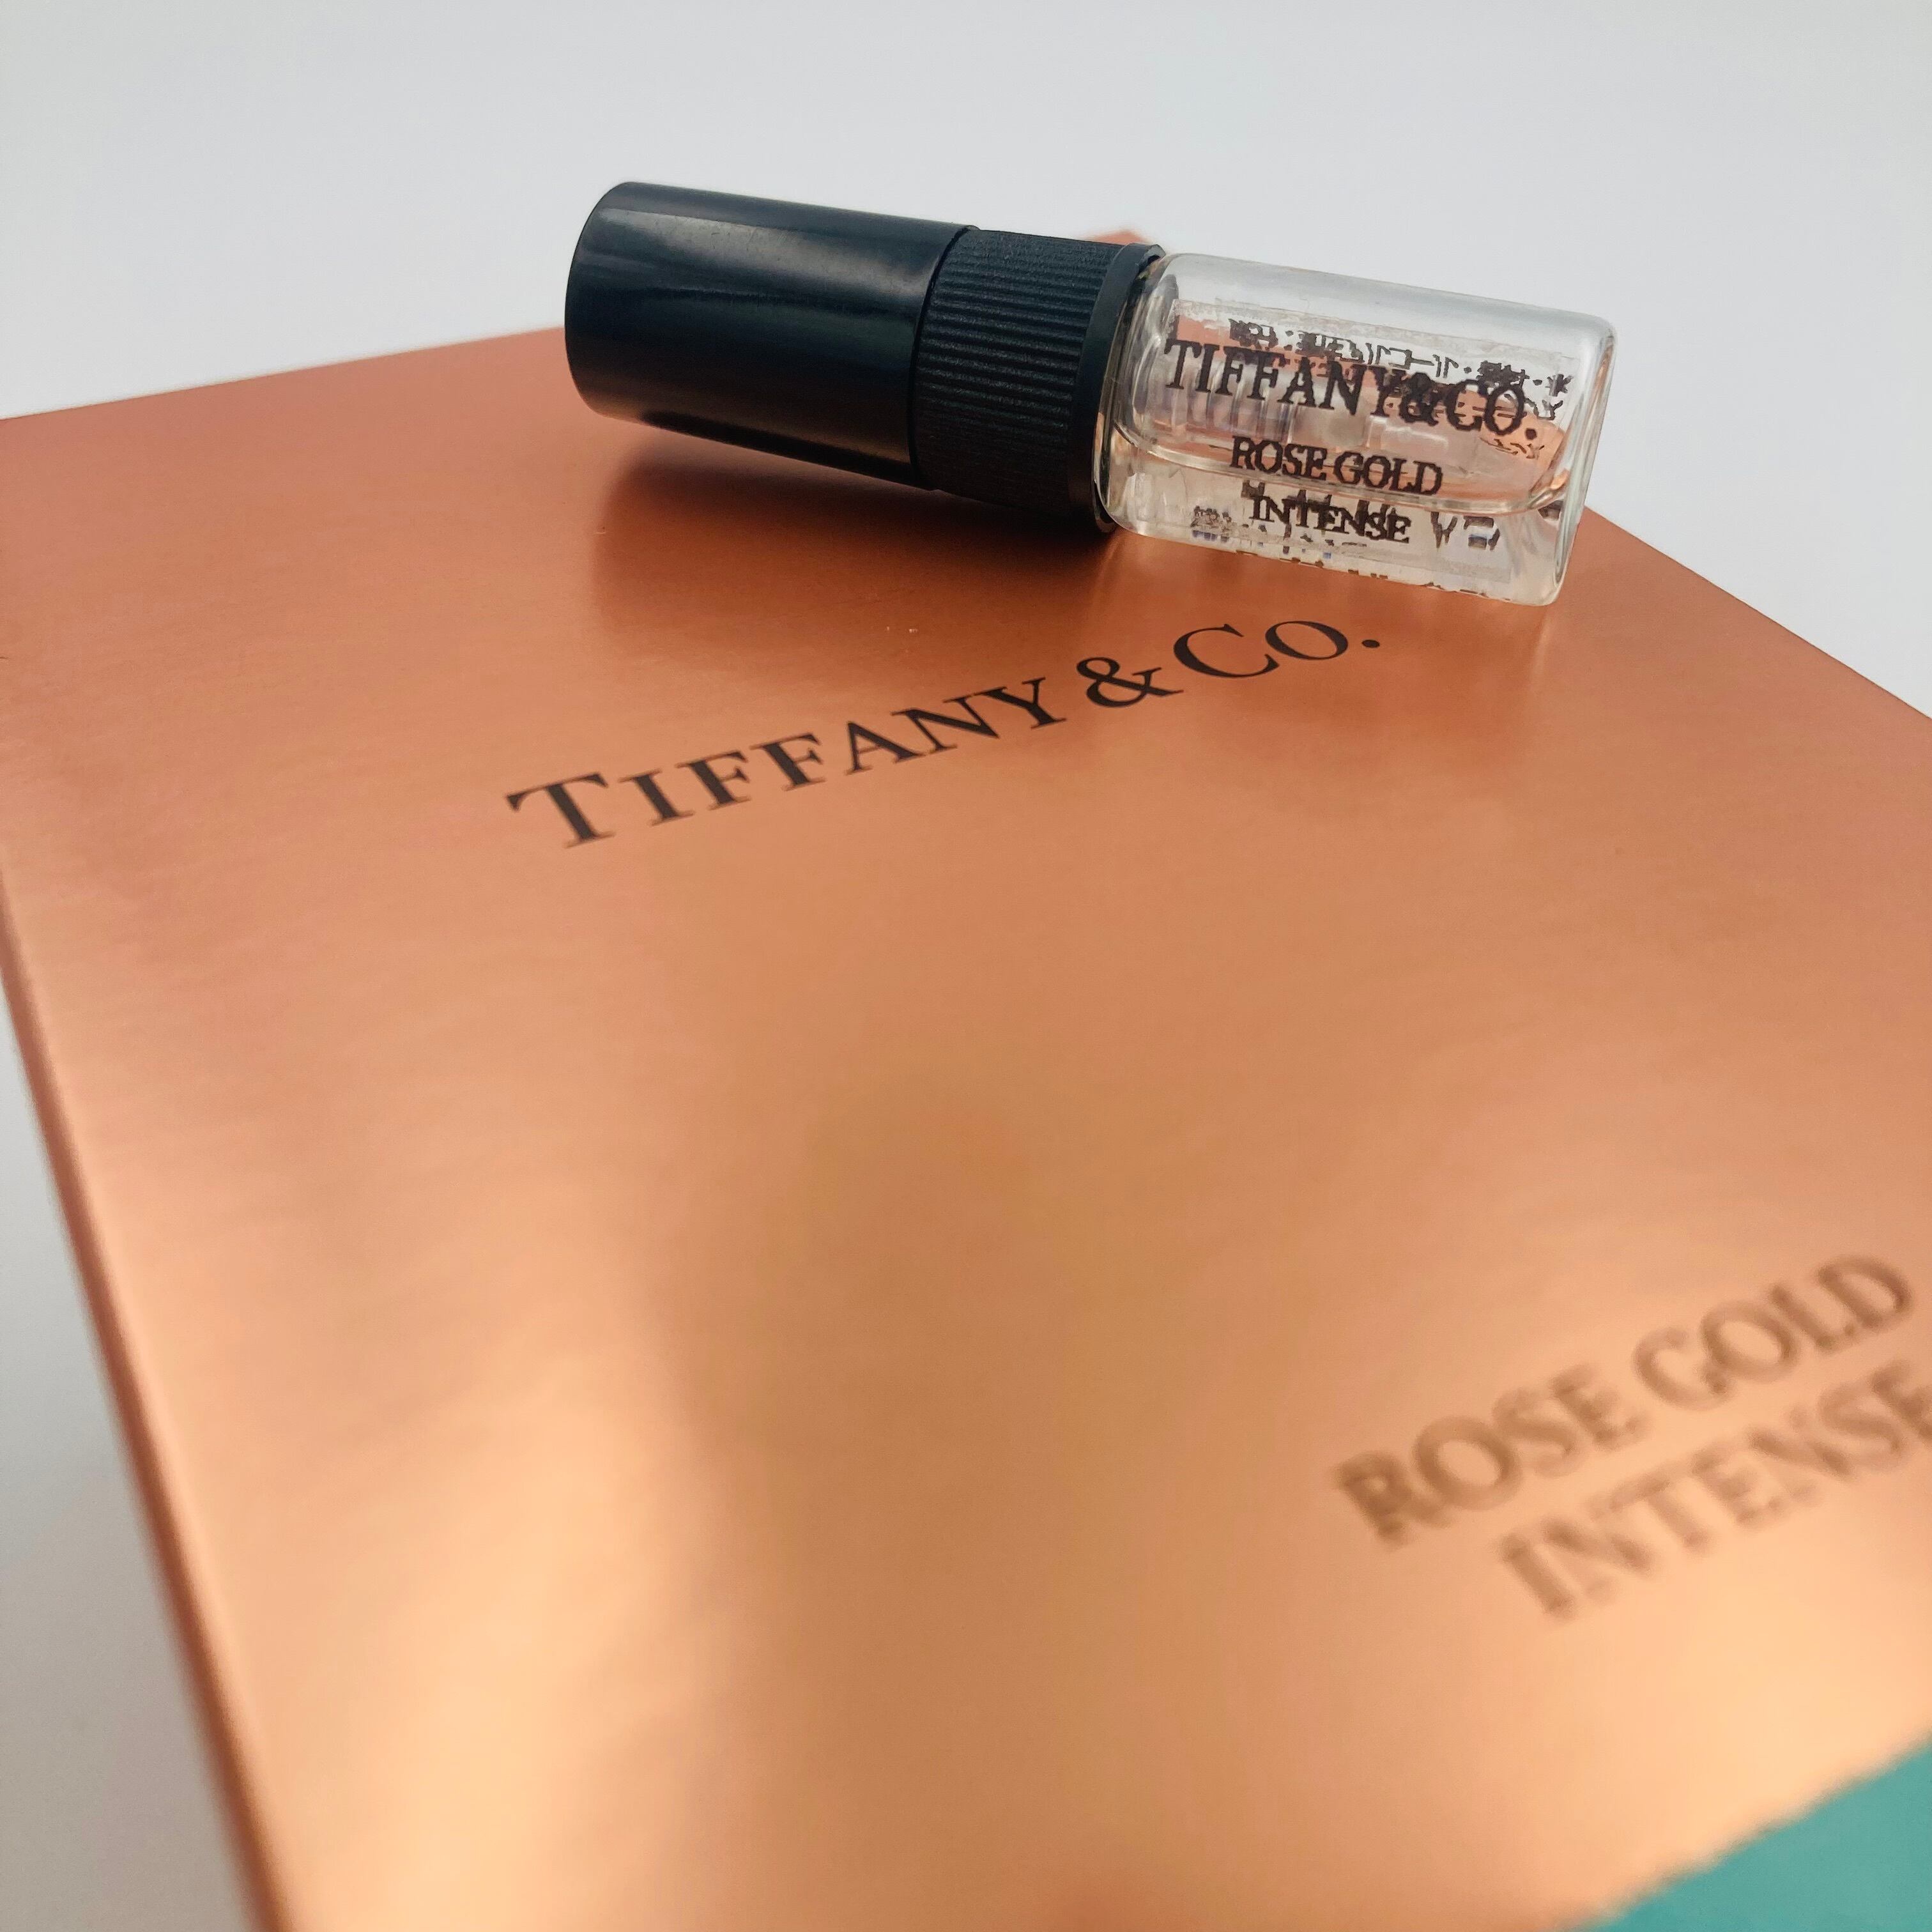 TIFFANY&CO.
ROSE GOLD
INTENSE
TIFFANY & CO.
ROSE GOLD
INTENSE